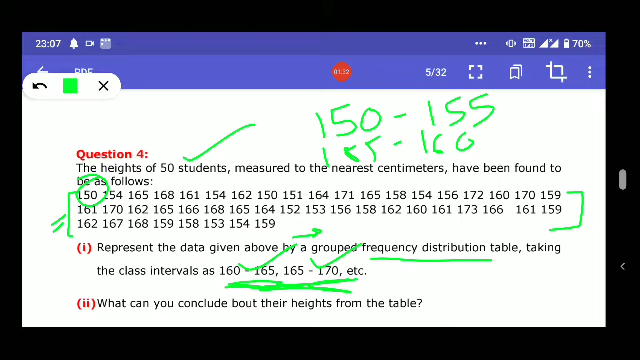 23:07
70%
PDF
01:32
5/32
150 - 155
155 - 160
Question 4:
The heights of 50 students, measured to the nearest centimeters, have been found to
be as follows:
150 154 165 168 161 154 162 150 151 164 171 165 158 154 156 172 160 170 159
161 170 162 165 166 168 165 164 152 153 156 158 162 160 161 173 166 161 159
162 167 168 159 158 153 154 159
(i) Represent the data given above by a grouped frequency distribution table, taking
the class intervals as 160 - 165, 165 - 170, etc.
(ii) What can you conclude bout their heights from the table?